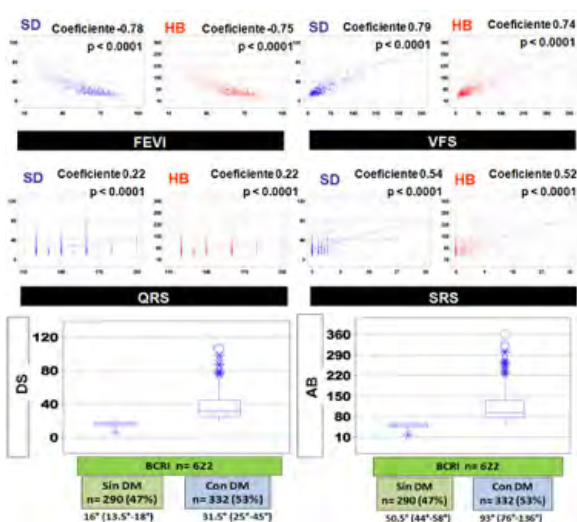 SD Coeficiente -0.78
p < 0.0001
HB Coeficiente -0.75
p < 0.0001
SD Coeficiente 0.79
p < 0.0001
HB Coeficiente 0.74
p < 0.0001
FEVI
VFS
SD Coeficiente 0.22
p < 0.0001
HB Coeficiente 0.22
p < 0.0001
SD Coeficiente 0.54
p < 0.0001
HB Coeficiente 0.52
p < 0.0001
QRS
SRS
DS
120
80
40
0
BCRI n= 622
Sin DM
n= 290 (47%)
Con DM
n= 332 (53%)
16° (13.5°-18°)
31.5° (25°-45°)
AB
360
290
220
150
80
10
BCRI n=622
Sin DM
n= 290 (47%)
Con DM
n= 332 (53%)
50.5° (44°-58°)
93° (76°-136°)